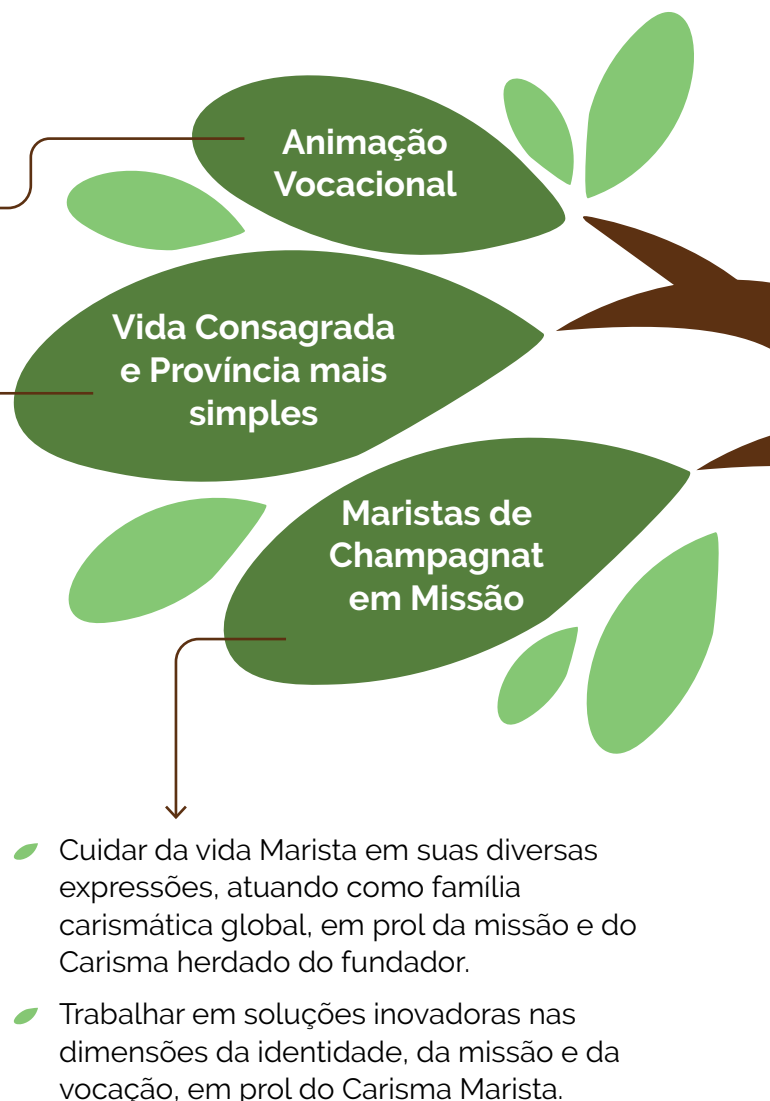 Animação
Vocacional
Vida Consagrada
e Província mais
simples
Maristas de
Champagnat
em Missão
Cuidar da vida Marista em suas diversas
expressões, atuando como família
carismática global, em prol da missão e do
Carisma herdado do fundador.
Trabalhar em soluções inovadoras nas
dimensões da identidade, da missão e da
vocação, em prol do Carisma Marista.